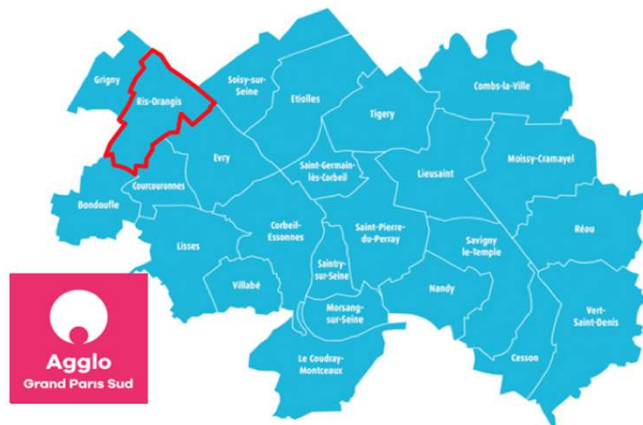 Grigny
Ris-Orangis
Soisy-sur-
Seine
Etiolles
Tigery
Combs-la-Ville
Evry
Saint-Germain
lès-Corbeil
Lieusaint
Moissy-Cramayel
Courcouronnes
Bondoufle
Lisses
Corbeil-
Essonnes
Saint-Pierre-
du-Perray
Savigny
le-Temple
Réau
Villabé
Saintry-
sur-Seine
Morsang-
sur-Seine
Nandy
Vert-
Saint-Denis
Le Coudray-
Montceaux
Cesson
Agglo
Grand Paris Sud